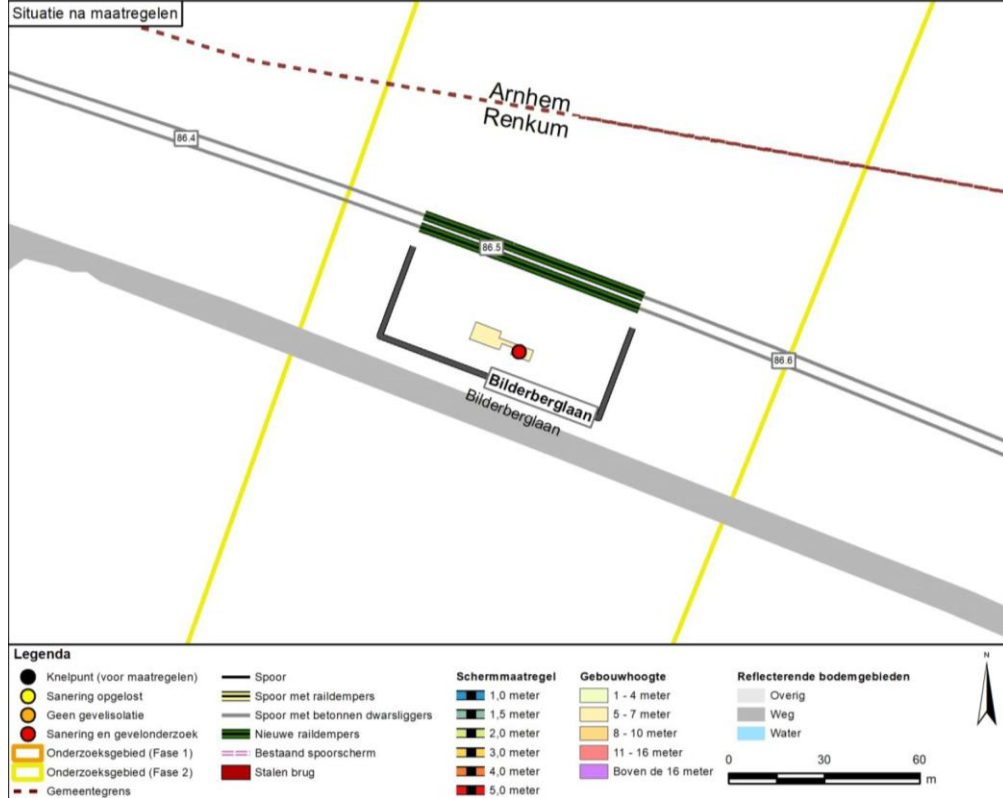 Situatie na maatregelen
Arnhem
Renkum
86.4
86.5
86.6
Bilderberglaan
Bilderberglaan
Legenda
Knelpunt (voor maatregelen)
Sanering opgelost
Geen gevelisolatie
Sanering en gevelonderzoek
Onderzoeksgebied (Fase 1)
Onderzoeksgebied (Fase 2)
Gemeentegrens
Spoor
Spoor met raildempers
Spoor met betonnen dwarsliggers
Nieuwe raildempers
Bestaand spoorscherm
Stalen brug
Schermmaatregel
1,0 meter
1,5 meter
2,0 meter
3,0 meter
4,0 meter
5,0 meter
Gebouwhoogte
1 - 4 meter
5 - 7 meter
8 - 10 meter
11 - 16 meter
Boven de 16 meter
Reflecterende bodemgebieden
Overig
Weg
Water
N
0 30 60
m